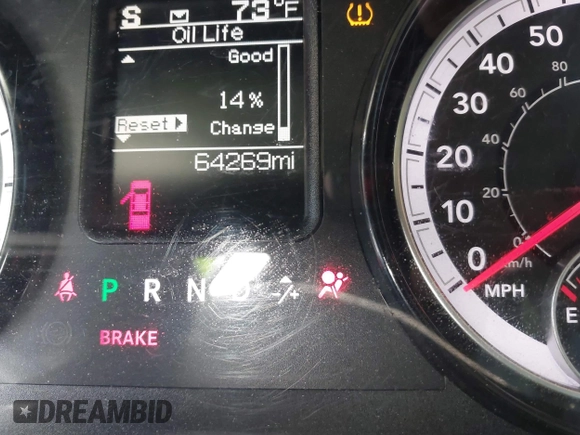 S 73°F
Oil Life
Good
14%
Reset
Change
64269mi
P R N D
BRAKE
50
40
30
20
10
0
80
60
40
20
0
km/h
MPH
E
DREAMBID